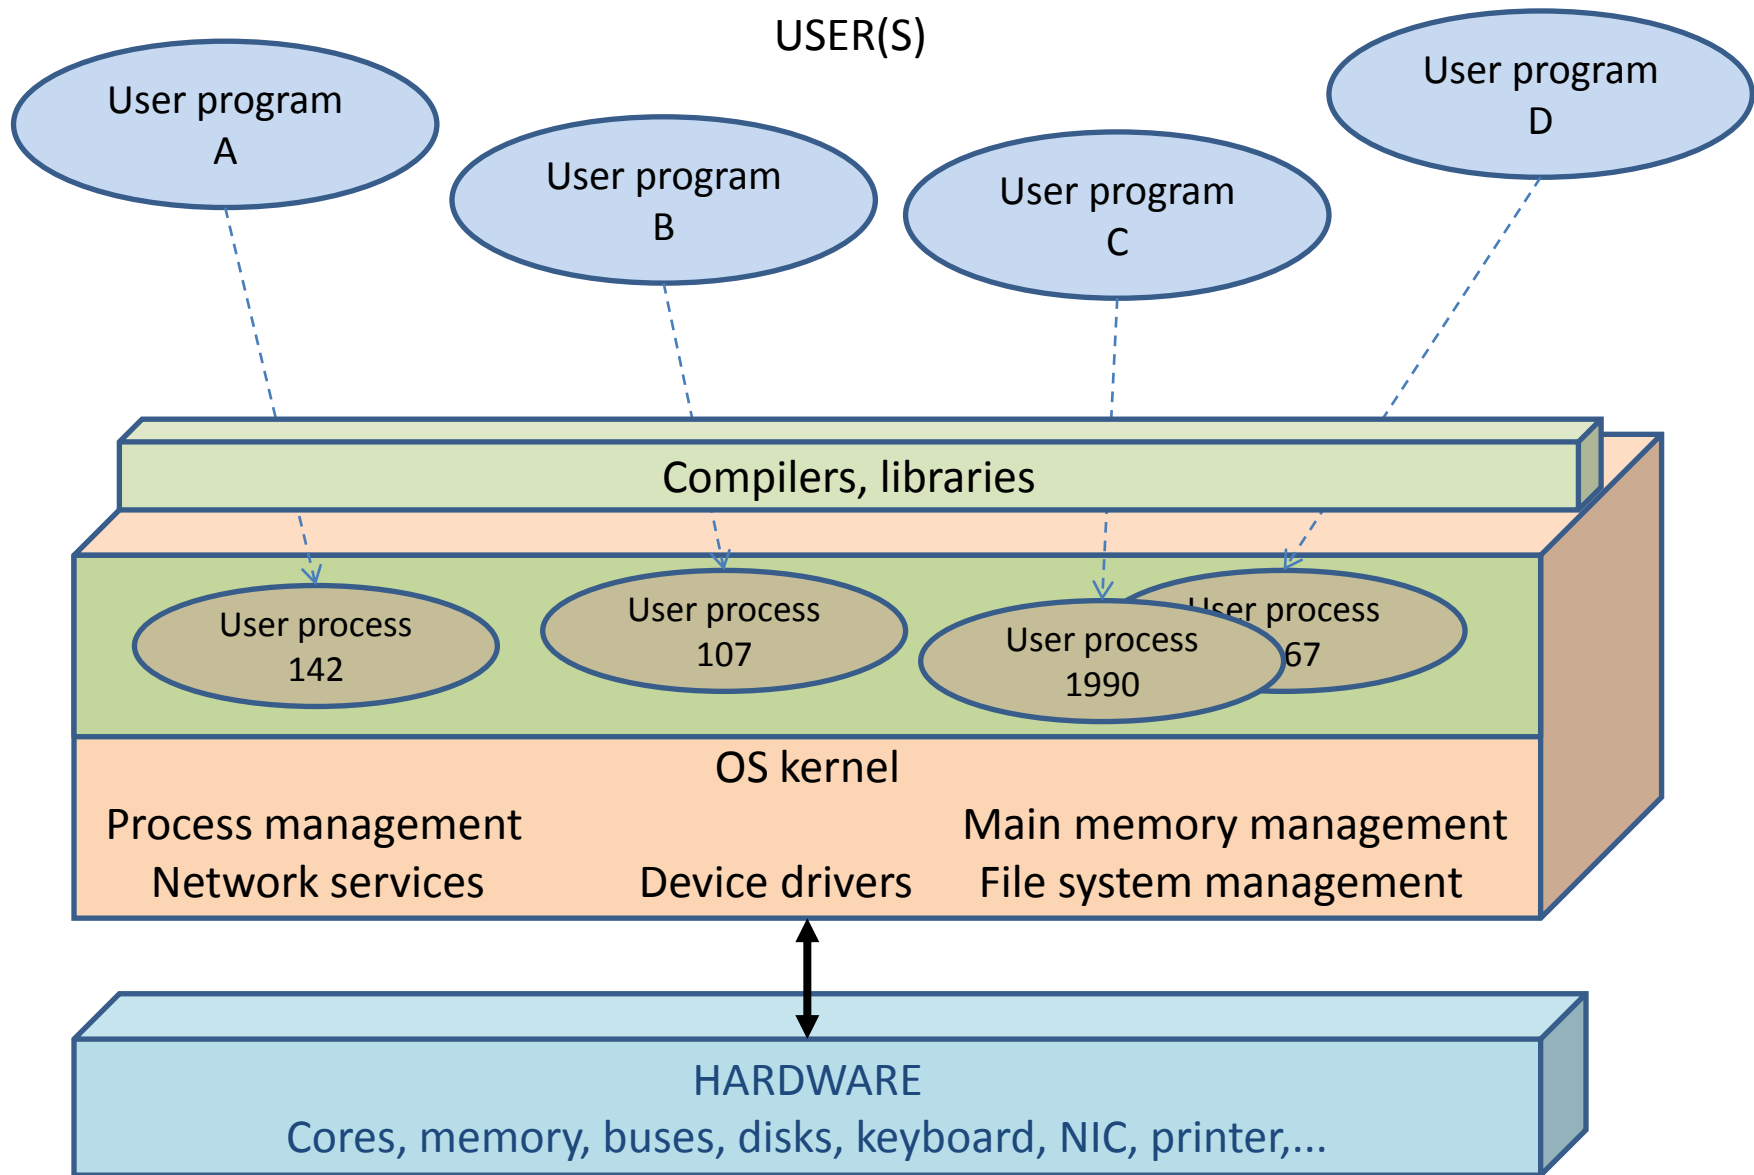 USER(S)
User program
A
User program
B
User program
C
User program
D
Compilers, libraries
User process
142
User process
107
User process
1990
process
67
OS kernel
Process management
Main memory management
Network services
Device drivers
File system management
HARDWARE
Cores, memory, buses, disks, keyboard, NIC, printer,...